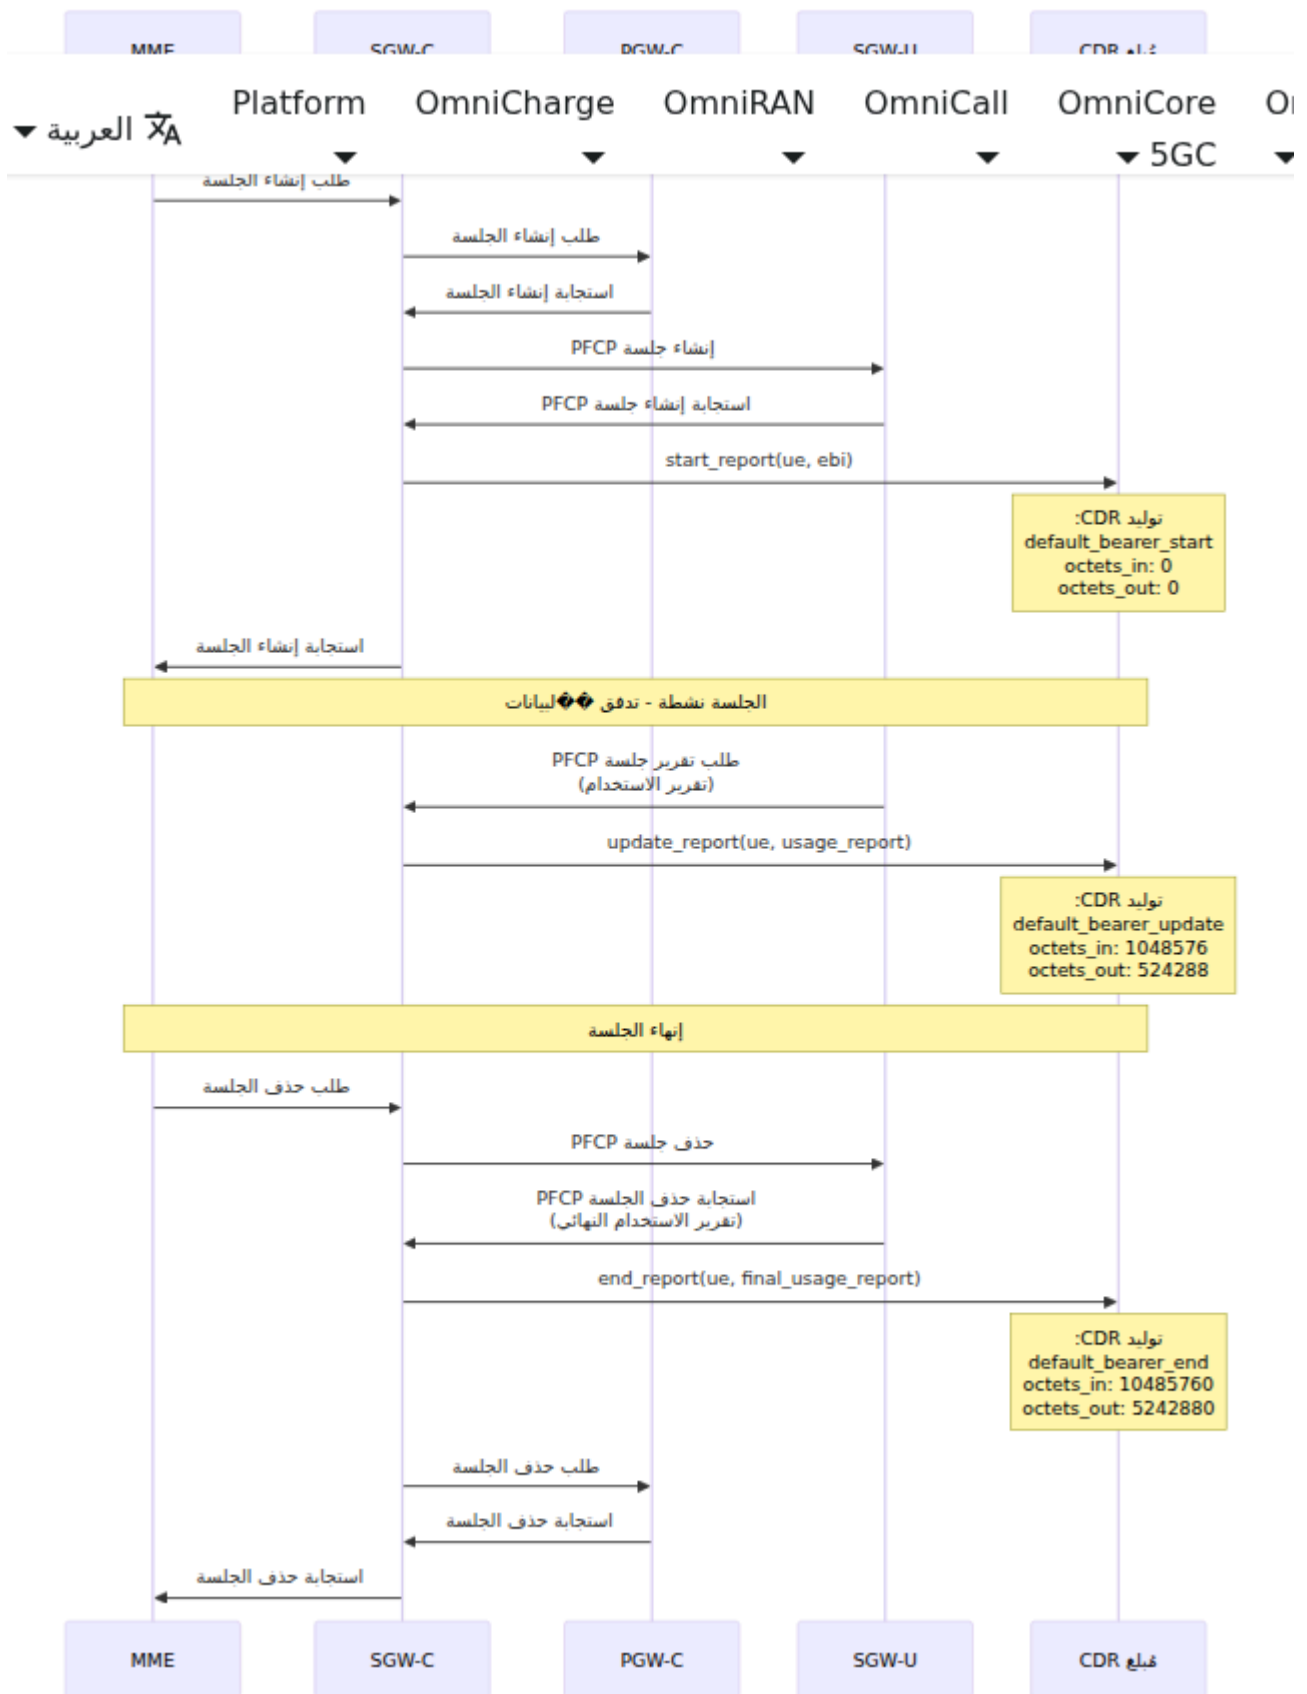 MME
SGW-C
PGW-C
SGW-U
مُبلغ CDR
العربية
Platform
OmniCharge
OmniRAN
OmniCall
OmniCore
5GC
طلب إنشاء الجلسة
طلب إنشاء الجلسة
استجابة إنشاء الجلسة
إنشاء جلسة PFCP
استجابة إنشاء جلسة PFCP
start_report(ue, ebi)
توليد CDR:
default_bearer_start
octets_in: 0
octets_out: 0
استجابة إنشاء الجلسة
الجلسة نشطة - تدفق ��لبيانات
طلب تقرير جلسة PFCP
(تقرير الاستخدام)
update_report(ue, usage_report)
توليد CDR:
default_bearer_update
octets_in: 1048576
octets_out: 524288
إنهاء الجلسة
طلب حذف الجلسة
حذف جلسة PFCP
استجابة حذف الجلسة PFCP
(تقرير الاستخدام النهائي)
end_report(ue, final_usage_report)
توليد CDR:
default_bearer_end
octets_in: 10485760
octets_out: 5242880
طلب حذف الجلسة
استجابة حذف الجلسة
استجابة حذف الجلسة
MME
SGW-C
PGW-C
SGW-U
مُبلغ CDR